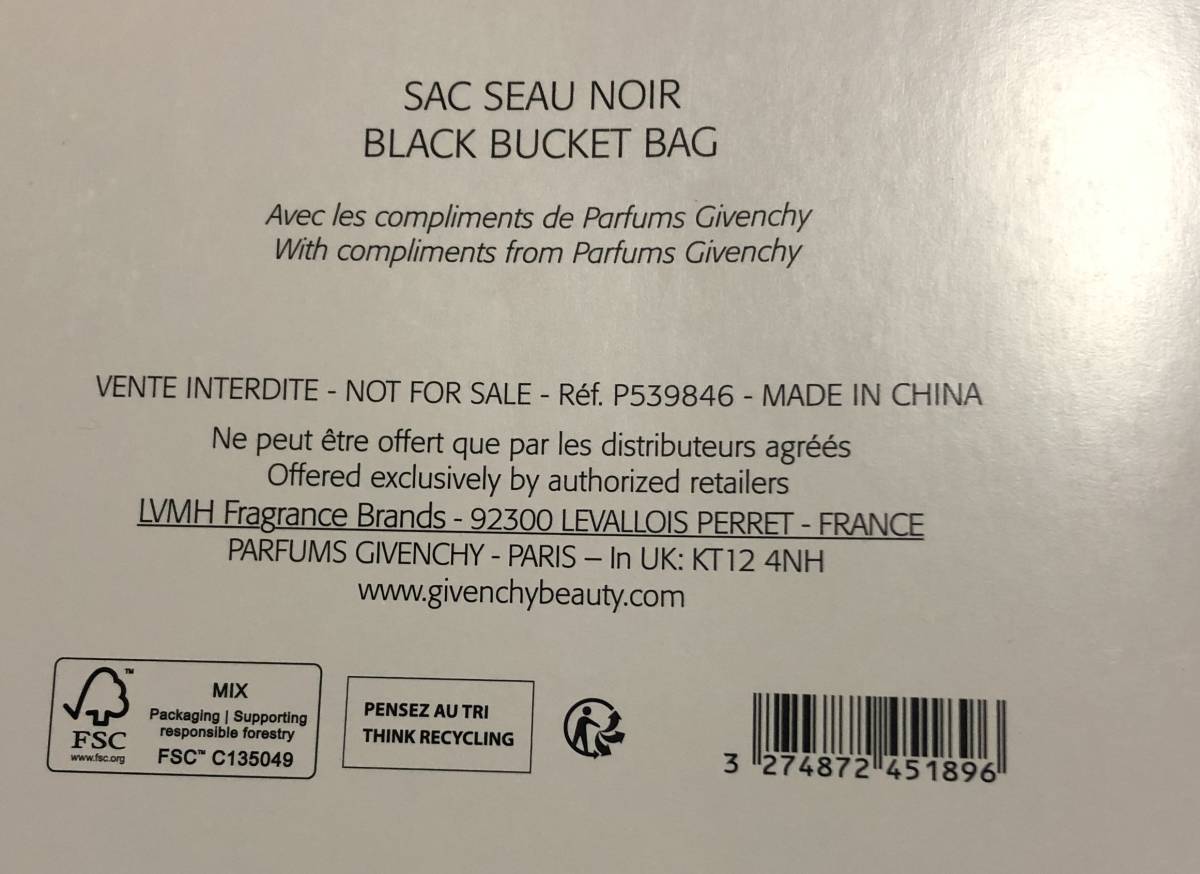 SAC SEAU NOIR
BLACK BUCKET BAG
Avec les compliments de Parfums Givenchy
With compliments from Parfums Givenchy
VENTE INTERDITE - NOT FOR SALE - Réf. P539846 - MADE IN CHINA
Ne peut être offert que par les distributeurs agréés
Offered exclusively by authorized retailers
LVMH Fragrance Brands - 92300 LEVALLOIS PERRET - FRANCE
PARFUMS GIVENCHY - PARIS – In UK: KT12 4NH
www.givenchybeauty.com
TM
FSC
www.fsc.org
MIX
Packaging | Supporting
responsible forestry
FSC™ C135049
PENSEZ AU TRI
THINK RECYCLING
3 274872 451896